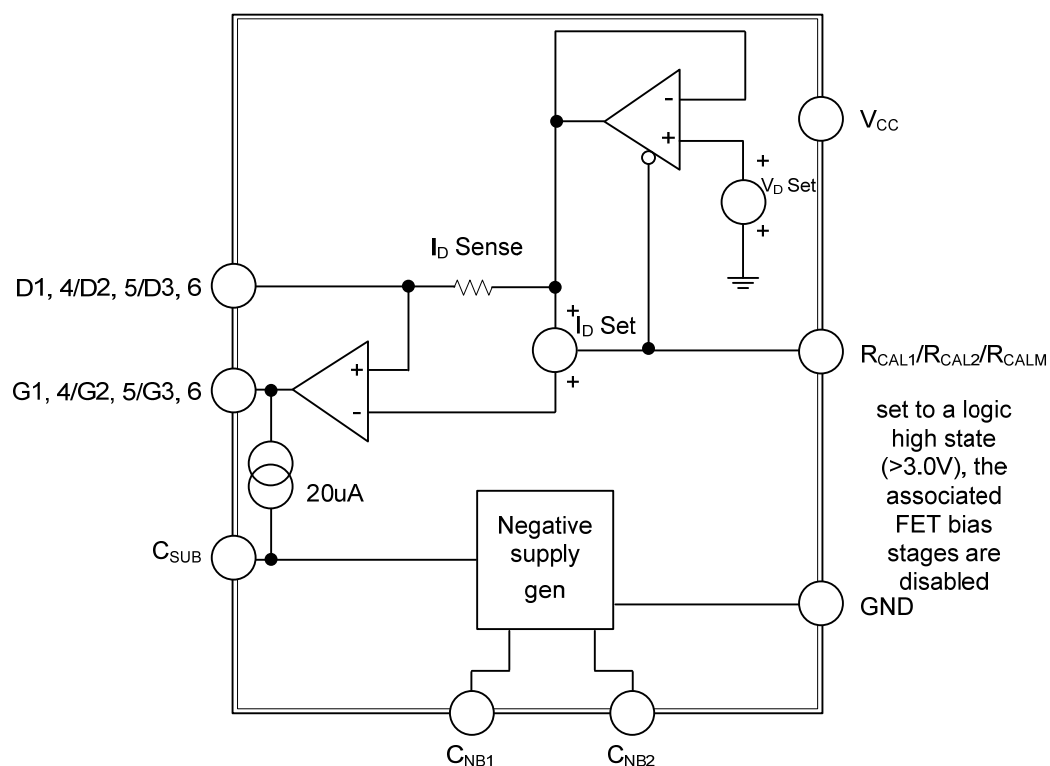 -
+
+
V_D Set
+
V_CC
I_D Sense
D1, 4/D2, 5/D3, 6
+
I_D Set
+
R_CAL1/R_CAL2/R_CALM
+
-
G1, 4/G2, 5/G3, 6
set to a logic
high state
(>3.0V), the
associated
FET bias
stages are
disabled
20uA
Negative
supply
gen
C_SUB
GND
C_NB1
C_NB2